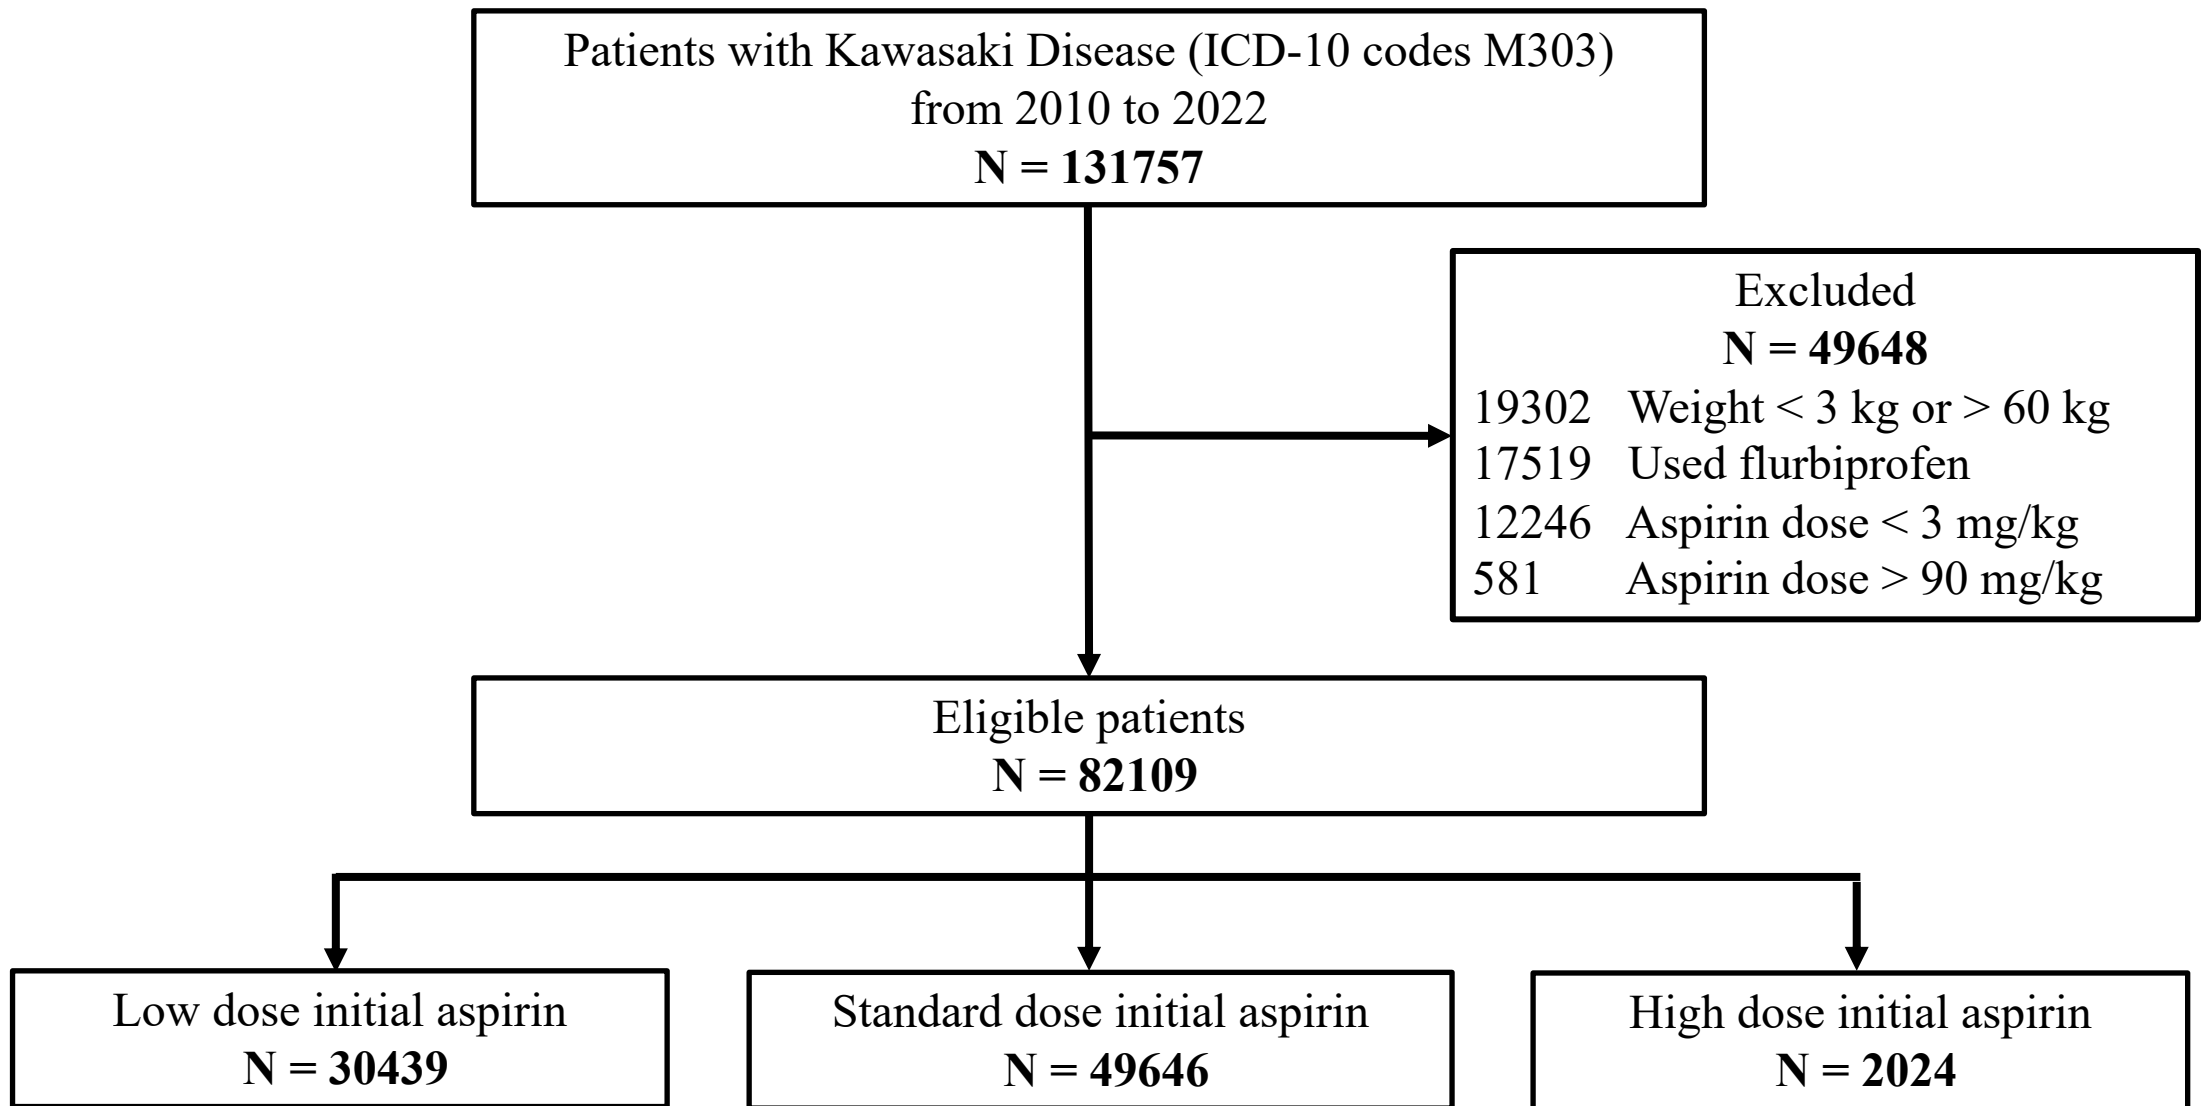 Patients with Kawasaki Disease (ICD-10 codes M303)
from 2010 to 2022
N = 131757
Excluded
N = 49648
19302 Weight < 3 kg or > 60 kg
17519 Used flurbiprofen
12246 Aspirin dose < 3 mg/kg
581 Aspirin dose > 90 mg/kg
Eligible patients
N = 82109
Low dose initial aspirin
N = 30439
Standard dose initial aspirin
N = 49646
High dose initial aspirin
N = 2024